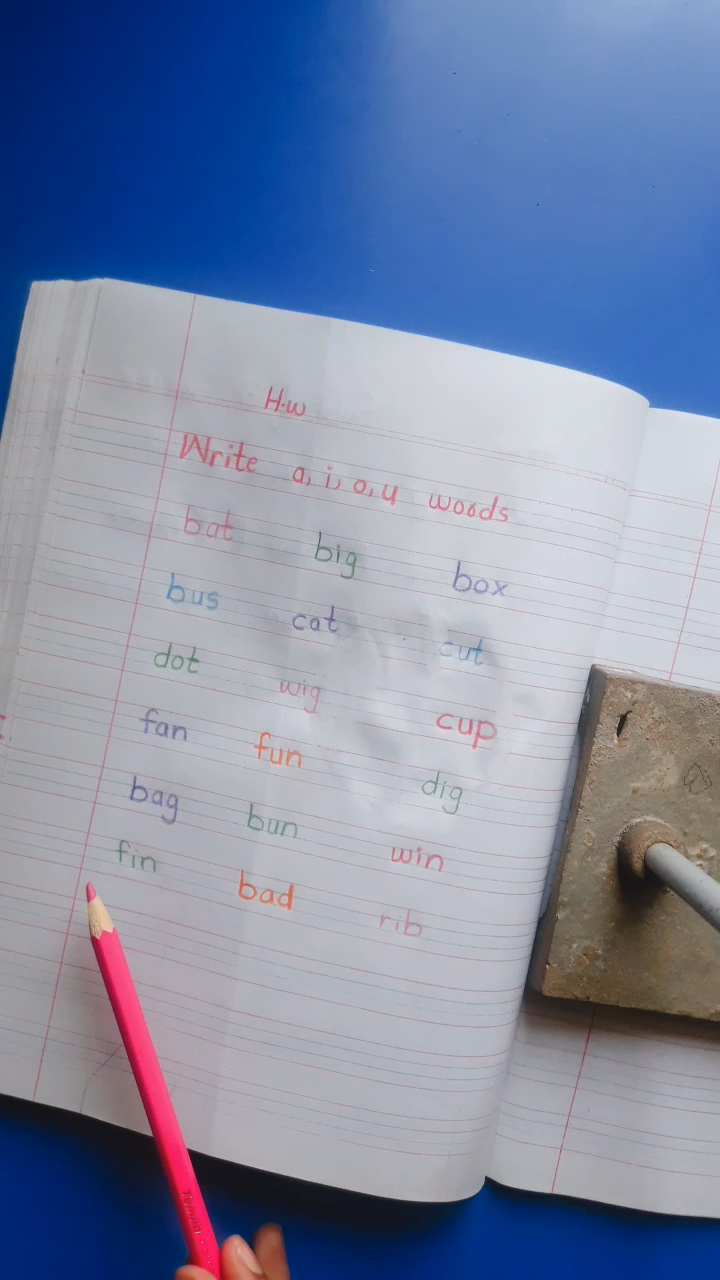 H.w
Write a, i, o, u woods
bat big box
bus cat cut
dot wig cup
fan fun dig
bag bun win
fin bad rib